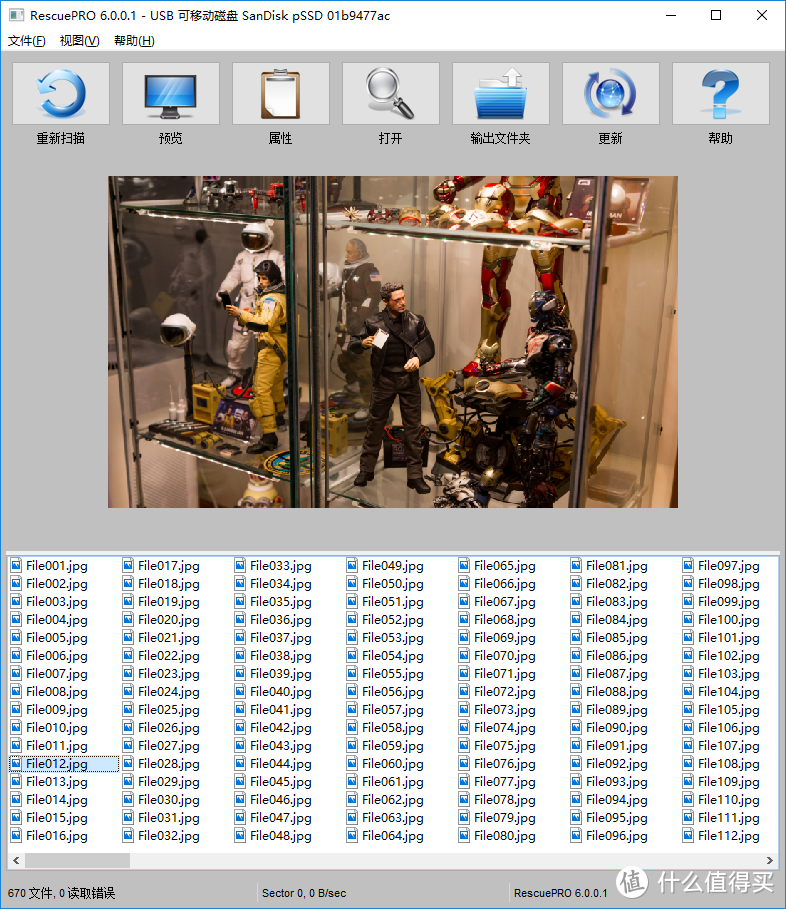 RescuePRO 6.0.0.1 - USB 可移动磁盘 SanDisk pSSD 01b9477ac
文件(F) 视图(V) 帮助(H)
重新扫描 预览 属性 打开 输出文件夹 更新 帮助
File001.jpg File017.jpg File033.jpg File049.jpg File065.jpg File081.jpg File097.jpg
File002.jpg File018.jpg File034.jpg File050.jpg File066.jpg File082.jpg File098.jpg
File003.jpg File019.jpg File035.jpg File051.jpg File067.jpg File083.jpg File099.jpg
File004.jpg File020.jpg File036.jpg File052.jpg File068.jpg File084.jpg File100.jpg
File005.jpg File021.jpg File037.jpg File053.jpg File069.jpg File085.jpg File101.jpg
File006.jpg File022.jpg File038.jpg File054.jpg File070.jpg File086.jpg File102.jpg
File007.jpg File023.jpg File039.jpg File055.jpg File071.jpg File087.jpg File103.jpg
File008.jpg File024.jpg File040.jpg File056.jpg File072.jpg File088.jpg File104.jpg
File009.jpg File025.jpg File041.jpg File057.jpg File073.jpg File089.jpg File105.jpg
File010.jpg File026.jpg File042.jpg File058.jpg File074.jpg File090.jpg File106.jpg
File011.jpg File027.jpg File043.jpg File059.jpg File075.jpg File091.jpg File107.jpg
File012.jpg File028.jpg File044.jpg File060.jpg File076.jpg File092.jpg File108.jpg
File013.jpg File029.jpg File045.jpg File061.jpg File077.jpg File093.jpg File109.jpg
File014.jpg File030.jpg File046.jpg File062.jpg File078.jpg File094.jpg File110.jpg
File015.jpg File031.jpg File047.jpg File063.jpg File079.jpg File095.jpg File111.jpg
File016.jpg File032.jpg File048.jpg File064.jpg File080.jpg File096.jpg File112.jpg
670 文件, 0 读取错误 Sector 0, 0 B/sec RescuePRO 6.0.0.1
值 什么值得买